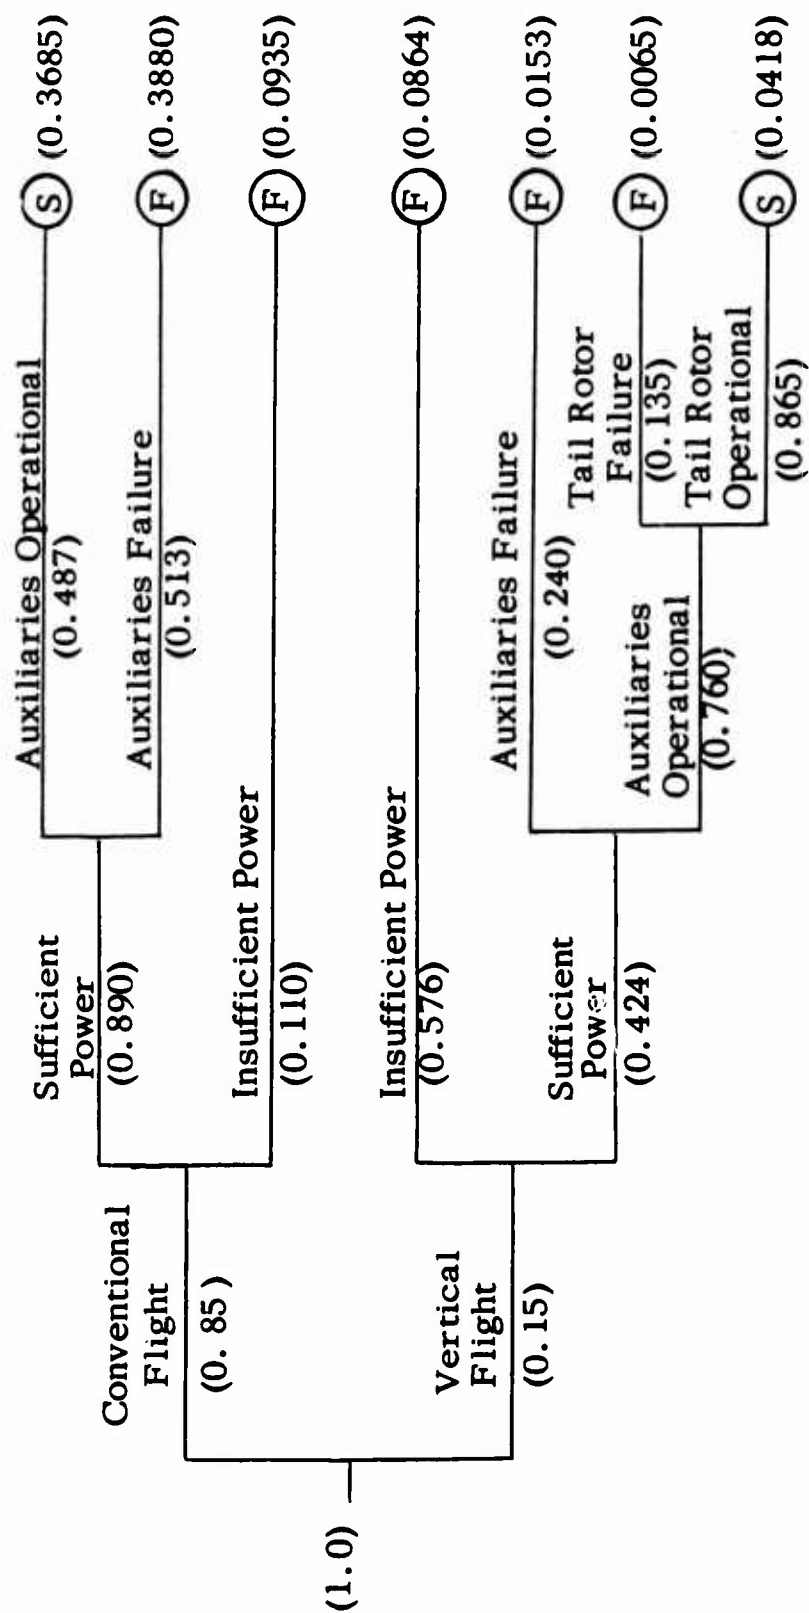 (1.0)
Conventional
Flight
(0.85)
Sufficient
Power
(0.890)
Auxiliaries Operational
(0.487)
S (0.3685)
Auxiliaries Failure
(0.513)
F (0.3880)
Insufficient Power
(0.110)
F (0.0935)
Vertical
Flight
(0.15)
Insufficient Power
(0.576)
F (0.0864)
Sufficient
Power
(0.424)
Auxiliaries Failure
(0.240)
F (0.0153)
Auxiliaries
Operational
(0.760)
Tail Rotor
Failure
(0.135)
F (0.0065)
Tail Rotor
Operational
(0.865)
S (0.0418)